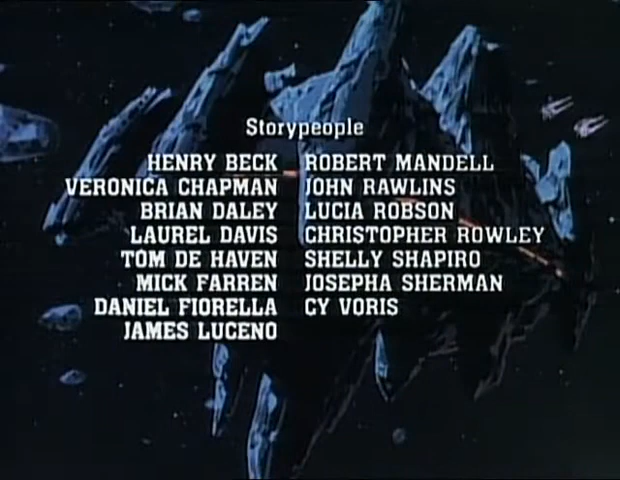 Storypeople
HENRY BECK ROBERT MANDELL
VERONICA CHAPMAN JOHN RAWLINS
BRIAN DALEY LUCIA ROBSON
LAUREL DAVIS CHRISTOPHER ROWLEY
TOM DE HAVEN SHELLY SHAPIRO
MICK FARREN JOSEPHA SHERMAN
DANIEL FIORELLA CY VORIS
JAMES LUCENO